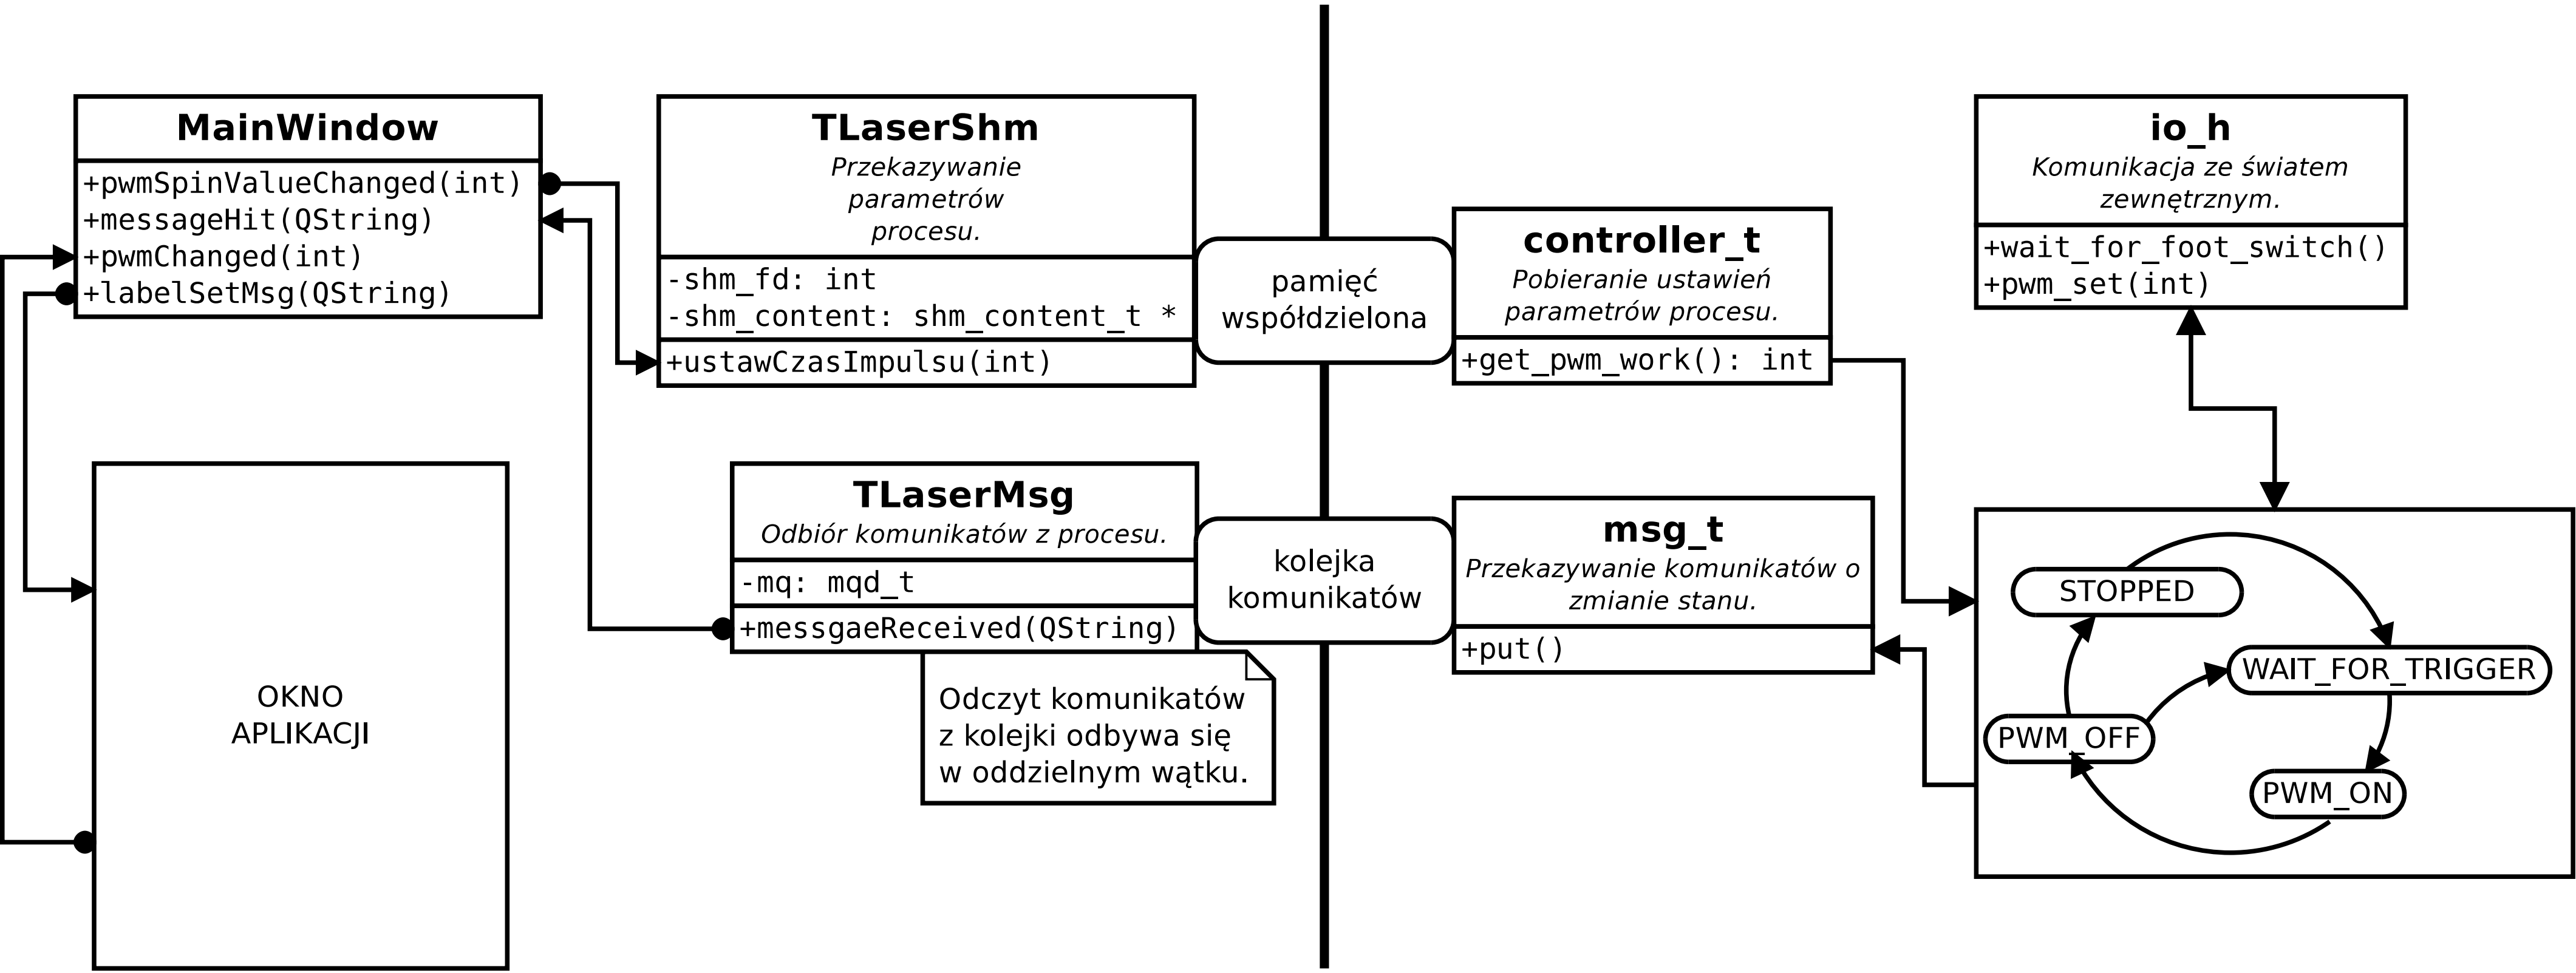 MainWindow
+pwmSpinValueChanged(int)
+messageHit(QString)
+pwmChanged(int)
+labelSetMsg(QString)
TLaserShm
Przekazywanie
parametrów
procesu.
-shm_fd: int
-shm_content: shm_content_t *
+ustawCzasImpulsu(int)
pamięć
współdzielona
controller_t
Pobieranie ustawień
parametrów procesu.
+get_pwm_work(): int
io_h
Komunikacja ze światem
zewnętrznym.
+wait_for_foot_switch()
+pwm_set(int)
OKNO
APLIKACJI
TLaserMsg
Odbiór komunikatów z procesu.
-mq: mqd_t
+messgaeReceived(QString)
Odczyt komunikatów
z kolejki odbywa się
w oddzielnym wątku.
kolejka
komunikatów
msg_t
Przekazywanie komunikatów o
zmianie stanu.
+put()
STOPPED
WAIT_FOR_TRIGGER
PWM_OFF
PWM_ON